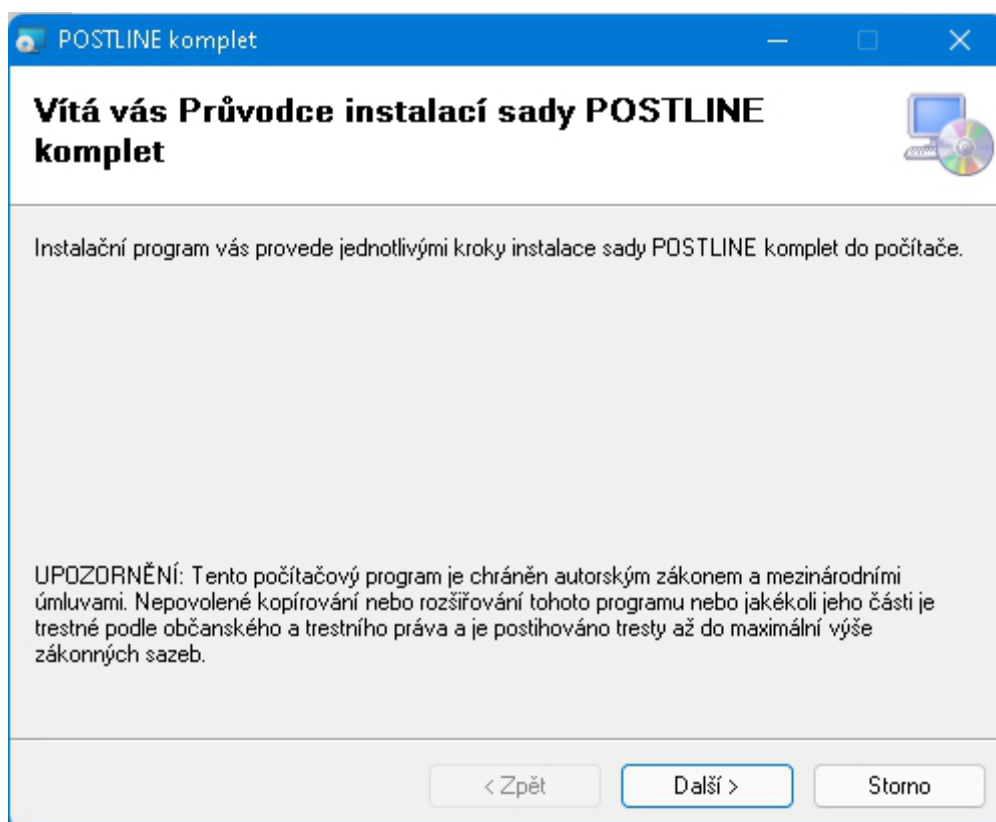 POSTLINE komplet
Vítá vás Průvodce instalací sady POSTLINE
komplet
Instalační program vás provede jednotlivými kroky instalace sady POSTLINE komplet do počítače.
UPOZORNĚNÍ: Tento počítačový program je chráněn autorským zákonem a mezinárodními
úmluvami. Nepovolené kopírování nebo rozšiřování tohoto programu nebo jakékoli jeho části je
trestné podle občanského a trestního práva a je postihováno tresty až do maximální výše
zákonných sazeb.
< Zpět
Další >
Storno